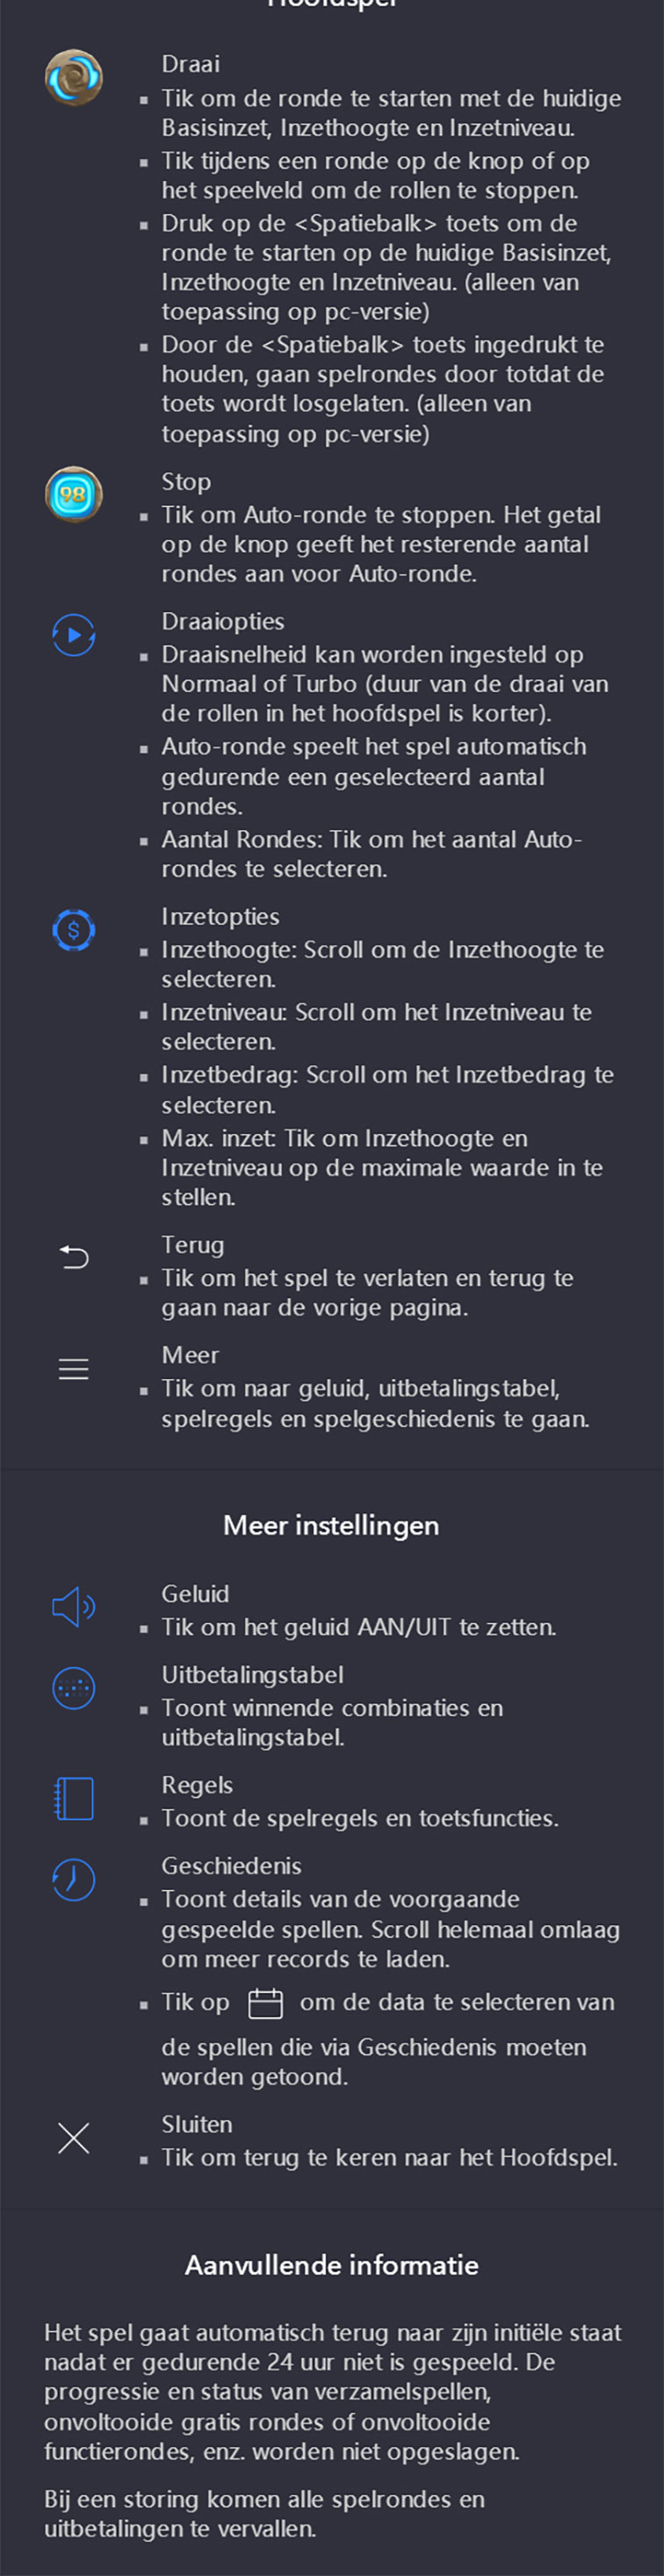 Hoofdspel
Draai
▪ Tik om de ronde te starten met de huidige
Basisinzet, Inzethoogte en Inzetniveau.
▪ Tik tijdens een ronde op de knop of op
het speelveld om de rollen te stoppen.
▪ Druk op de <Spatiebalk> toets om de
ronde te starten op de huidige Basisinzet,
Inzethoogte en Inzetniveau. (alleen van
toepassing op pc-versie)
▪ Door de <Spatiebalk> toets ingedrukt te
houden, gaan spelrondes door totdat de
toets wordt losgelaten. (alleen van
toepassing op pc-versie)
98
Stop
▪ Tik om Auto-ronde te stoppen. Het getal
op de knop geeft het resterende aantal
rondes aan voor Auto-ronde.
Draaiopties
▪ Draaisnelheid kan worden ingesteld op
Normaal of Turbo (duur van de draai van
de rollen in het hoofdspel is korter).
▪ Auto-ronde speelt het spel automatisch
gedurende een geselecteerd aantal
rondes.
▪ Aantal Rondes: Tik om het aantal Auto-
rondes te selecteren.
$
Inzetopties
▪ Inzethoogte: Scroll om de Inzethoogte te
selecteren.
▪ Inzetniveau: Scroll om het Inzetniveau te
selecteren.
▪ Inzetbedrag: Scroll om het Inzetbedrag te
selecteren.
▪ Max. inzet: Tik om Inzethoogte en
Inzetniveau op de maximale waarde in te
stellen.
Terug
▪ Tik om het spel te verlaten en terug te
gaan naar de vorige pagina.
Meer
▪ Tik om naar geluid, uitbetalingstabel,
spelregels en spelgeschiedenis te gaan.
Meer instellingen
Geluid
▪ Tik om het geluid AAN/UIT te zetten.
Uitbetalingstabel
▪ Toont winnende combinaties en
uitbetalingstabel.
Regels
▪ Toont de spelregels en toetsfuncties.
Geschiedenis
▪ Toont details van de voorgaande
gespeelde spellen. Scroll helemaal omlaag
om meer records te laden.
▪ Tik op om de data te selecteren van
de spellen die via Geschiedenis moeten
worden getoond.
Sluiten
▪ Tik om terug te keren naar het Hoofdspel.
Aanvullende informatie
Het spel gaat automatisch terug naar zijn initiële staat
nadat er gedurende 24 uur niet is gespeeld. De
progressie en status van verzamelspellen,
onvoltooide gratis rondes of onvoltooide
functierondes, enz. worden niet opgeslagen.
Bij een storing komen alle spelrondes en
uitbetalingen te vervallen.